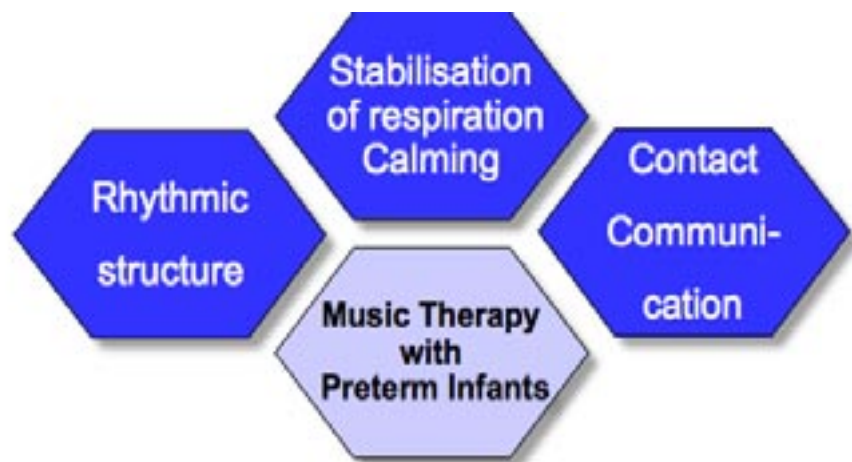 Stabilisation
of respiration
Calming
Rhythmic
structure
Contact
Communi-
cation
Music Therapy
with
Preterm Infants